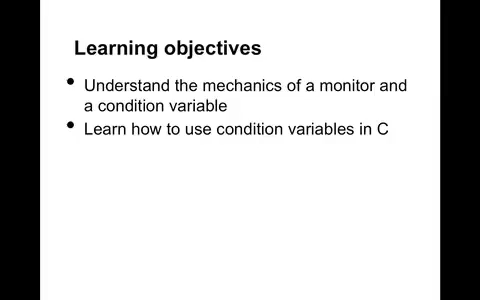 Learning objectives
• Understand the mechanics of a monitor and
a condition variable
• Learn how to use condition variables in C